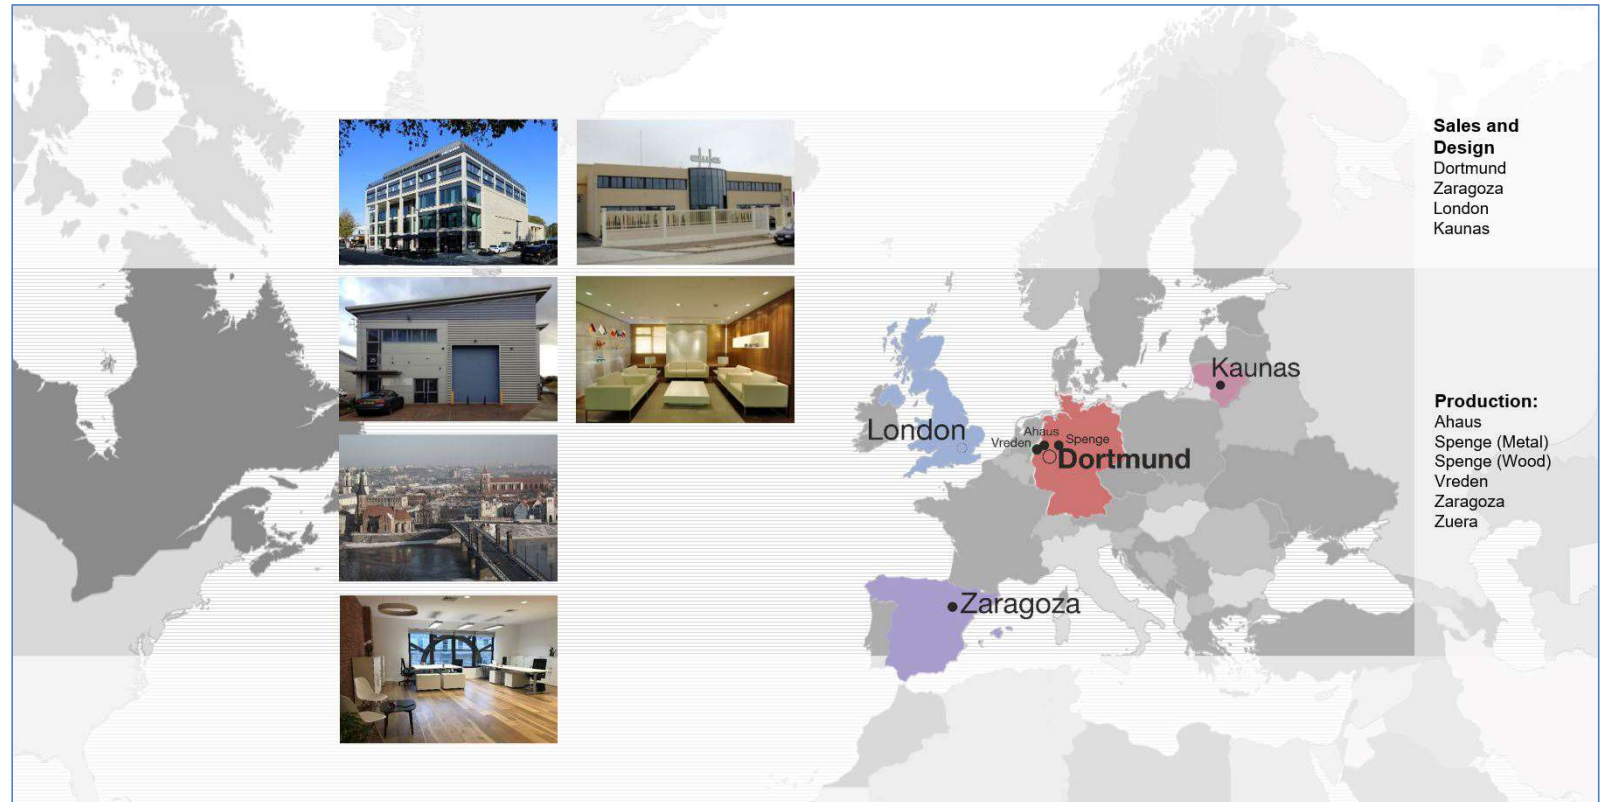 Sales and
Design
Dortmund
Zaragoza
London
Kaunas
Kaunas
London
Ahaus
Vreden
Spenge
Dortmund
Zaragoza
Production:
Ahaus
Spenge (Metal)
Spenge (Wood)
Vreden
Zaragoza
Zuera